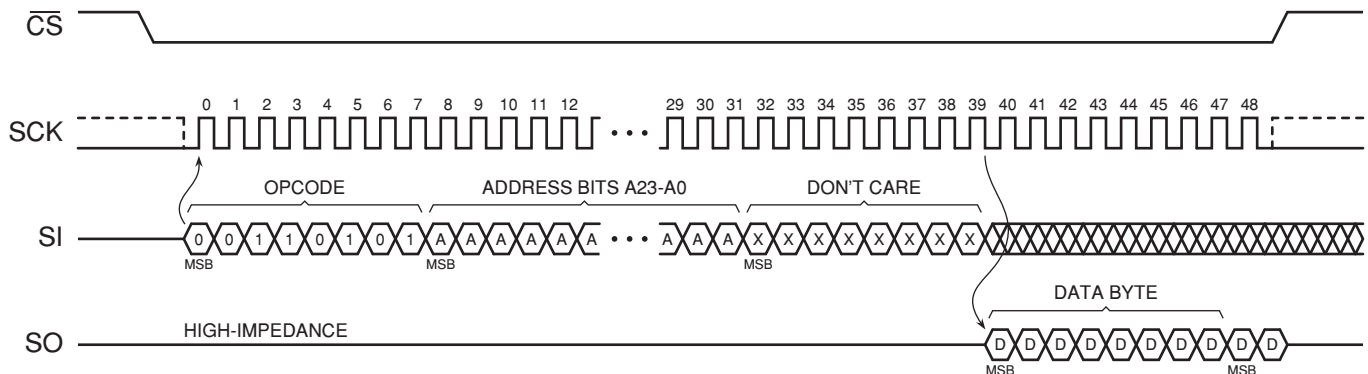 CS
0 1 2 3 4 5 6 7 8 9 10 11 12 29 30 31 32 33 34 35 36 37 38 39 40 41 42 43 44 45 46 47 48
SCK
OPCODE ADDRESS BITS A23-A0 DON'T CARE
SI 0 0 1 1 0 1 0 1 A A A A A A A A A X X X X X X X X
MSB MSB MSB
DATA BYTE
HIGH-IMPEDANCE
SO D D D D D D D D D D
MSB MSB